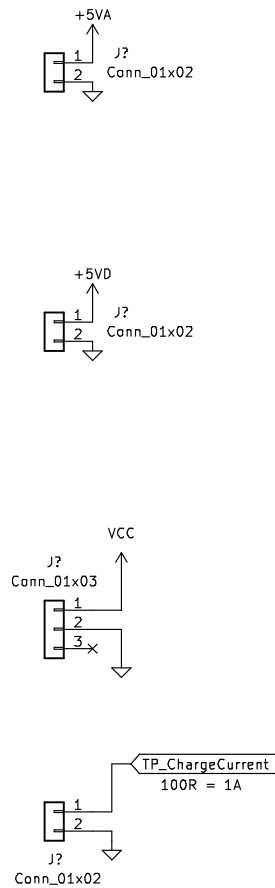 +5VA
1 J?
2 Conn_01x02
+5VD
1 J?
2 Conn_01x02
VCC
J?
Conn_01x03
1
2
3
TP_ChargeCurrent
100R = 1A
1
2
J?
Conn_01x02